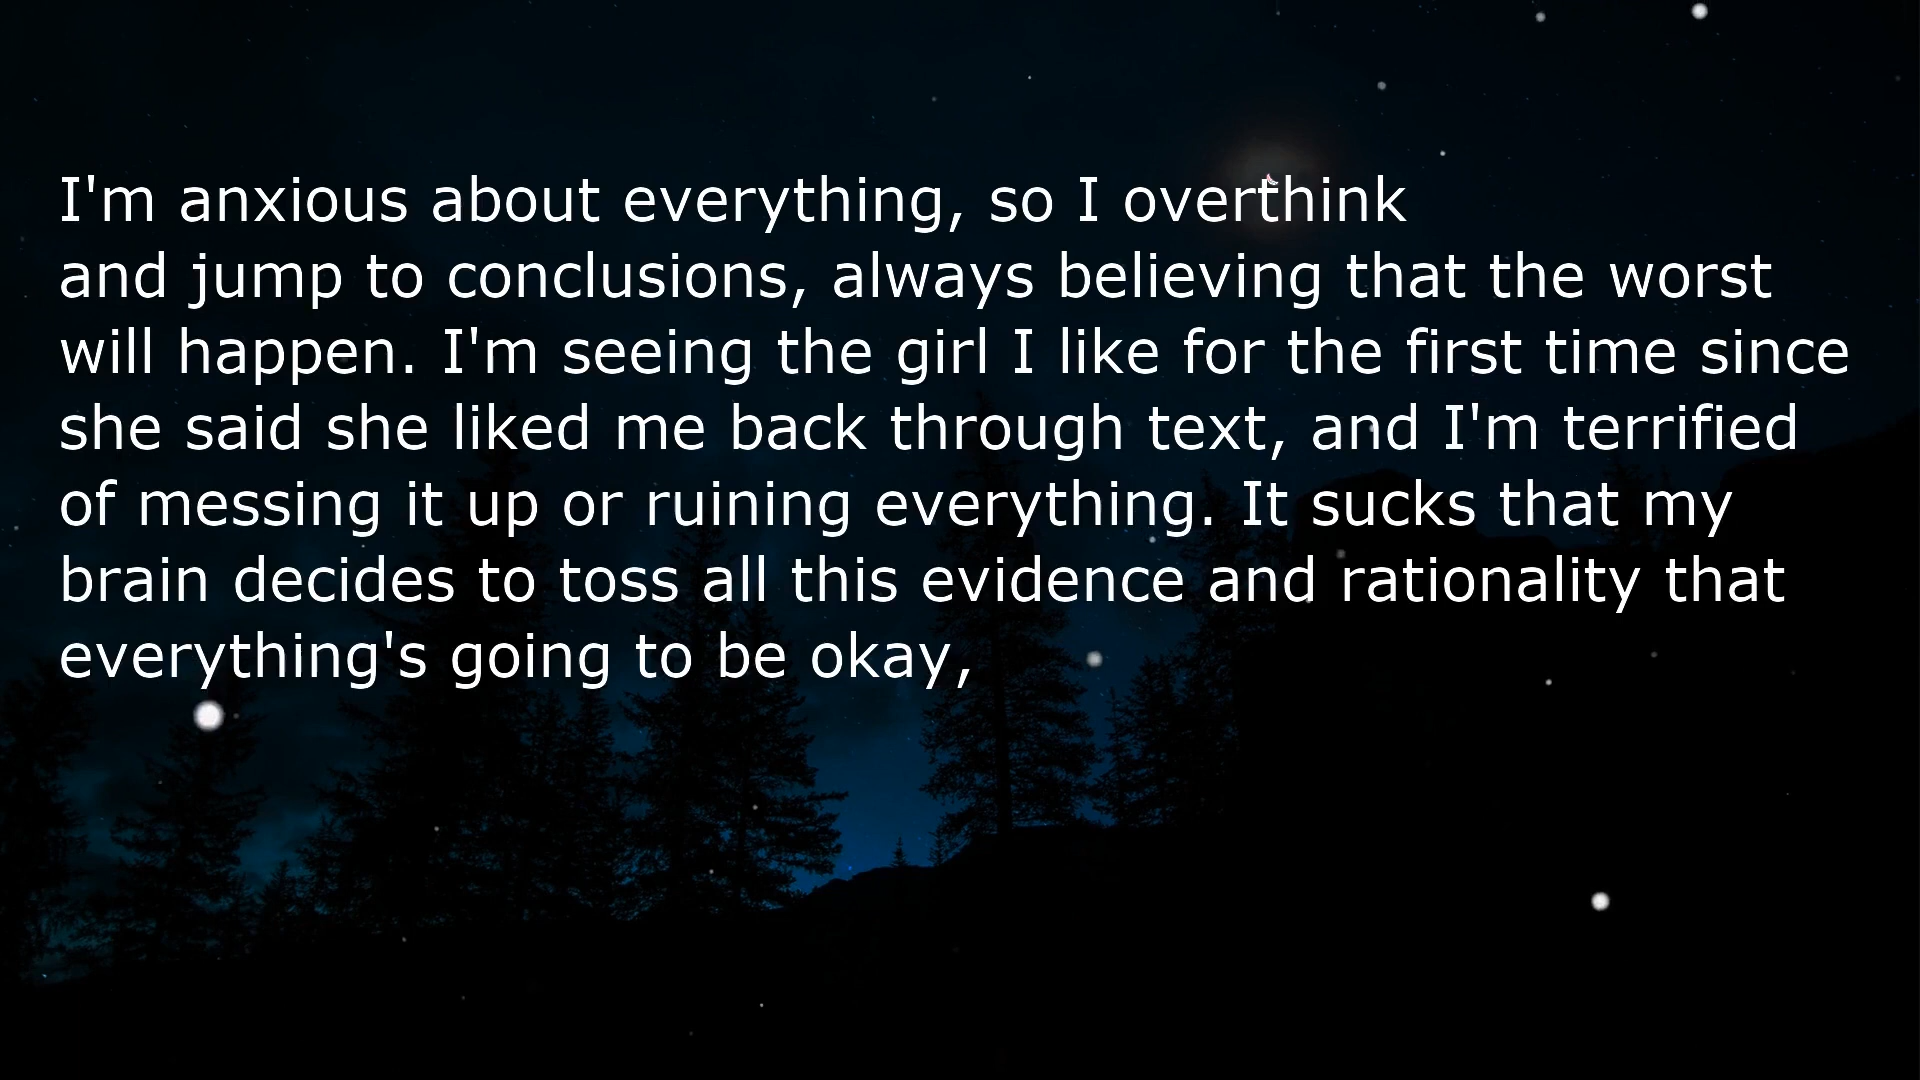 I'm anxious about everything, so I overthink
and jump to conclusions, always believing that the worst
will happen. I'm seeing the girl I like for the first time since
she said she liked me back through text, and I'm terrified
of messing it up or ruining everything. It sucks that my
brain decides to toss all this evidence and rationality that
everything's going to be okay,